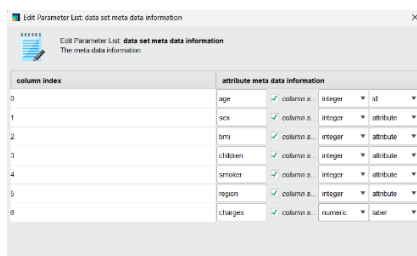 Edit Parameter List: data set meta data information
Edit Parameter List: data set meta data information
The meta data information
column index attribute meta data information
0 age column s... integer id
1 sex column s... integer attribute
2 bmi column s... integer attribute
3 children column s... integer attribute
4 smoker column s... integer attribute
5 region column s... integer attribute
6 charges column s... numeric label